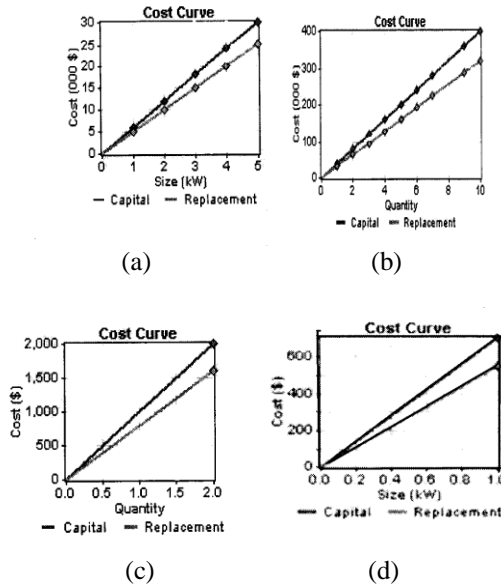 Cost Curve
Cost Curve
30
25
20
15
10
5
0
Cost (000 $)
0 1 2 3 4 5
Size (kW)
Capital Replacement
400
300
200
100
0
Cost (000 $)
0 2 4 6 8 10
Quantity
Capital Replacement
(a) (b)
Cost Curve
Cost Curve
2,000
1,500
1,000
500
0
Cost ($)
0.0 0.5 1.0 1.5 2.0
Quantity
Capital Replacement
600
400
200
0
Cost ($)
0.0 0.2 0.4 0.6 0.8 1.0
Size (kW)
Capital Replacement
(c) (d)